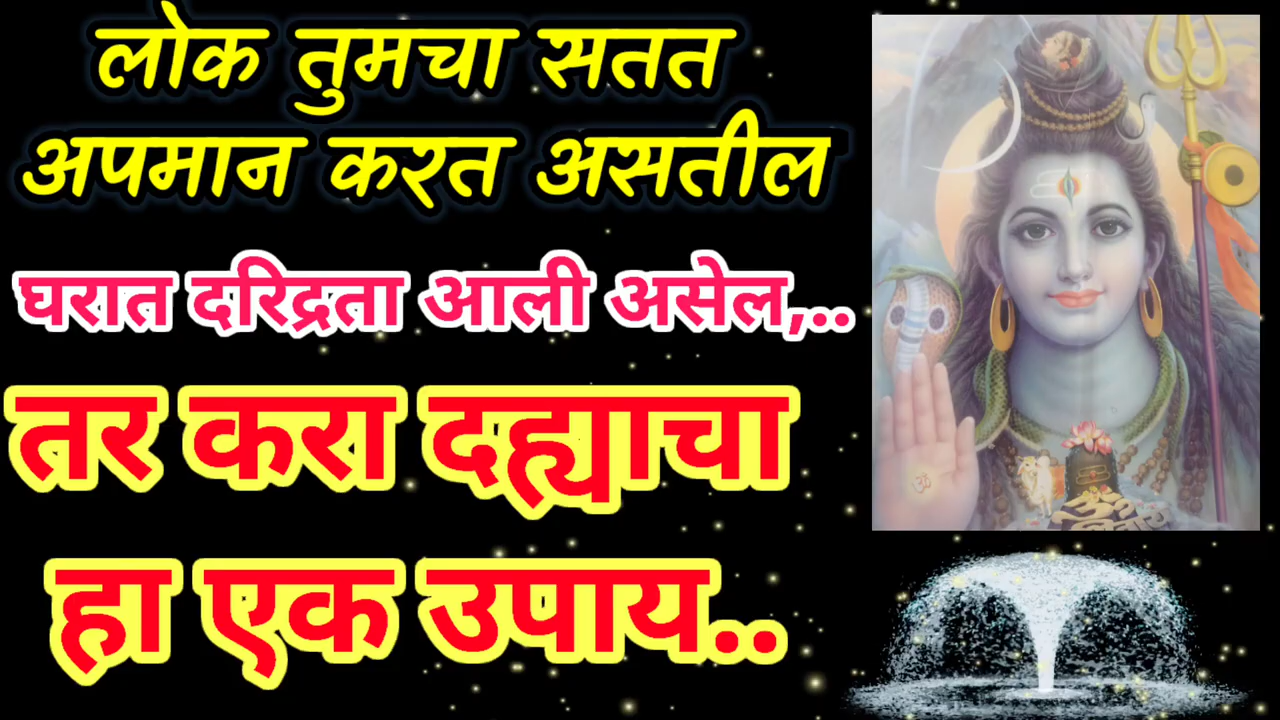 लोक तुमचा सतत
अपमान करत असतील
घरात दरिद्रता आली असेल,..
तर करा दह्याचा
हा एक उपाय..
ॐ